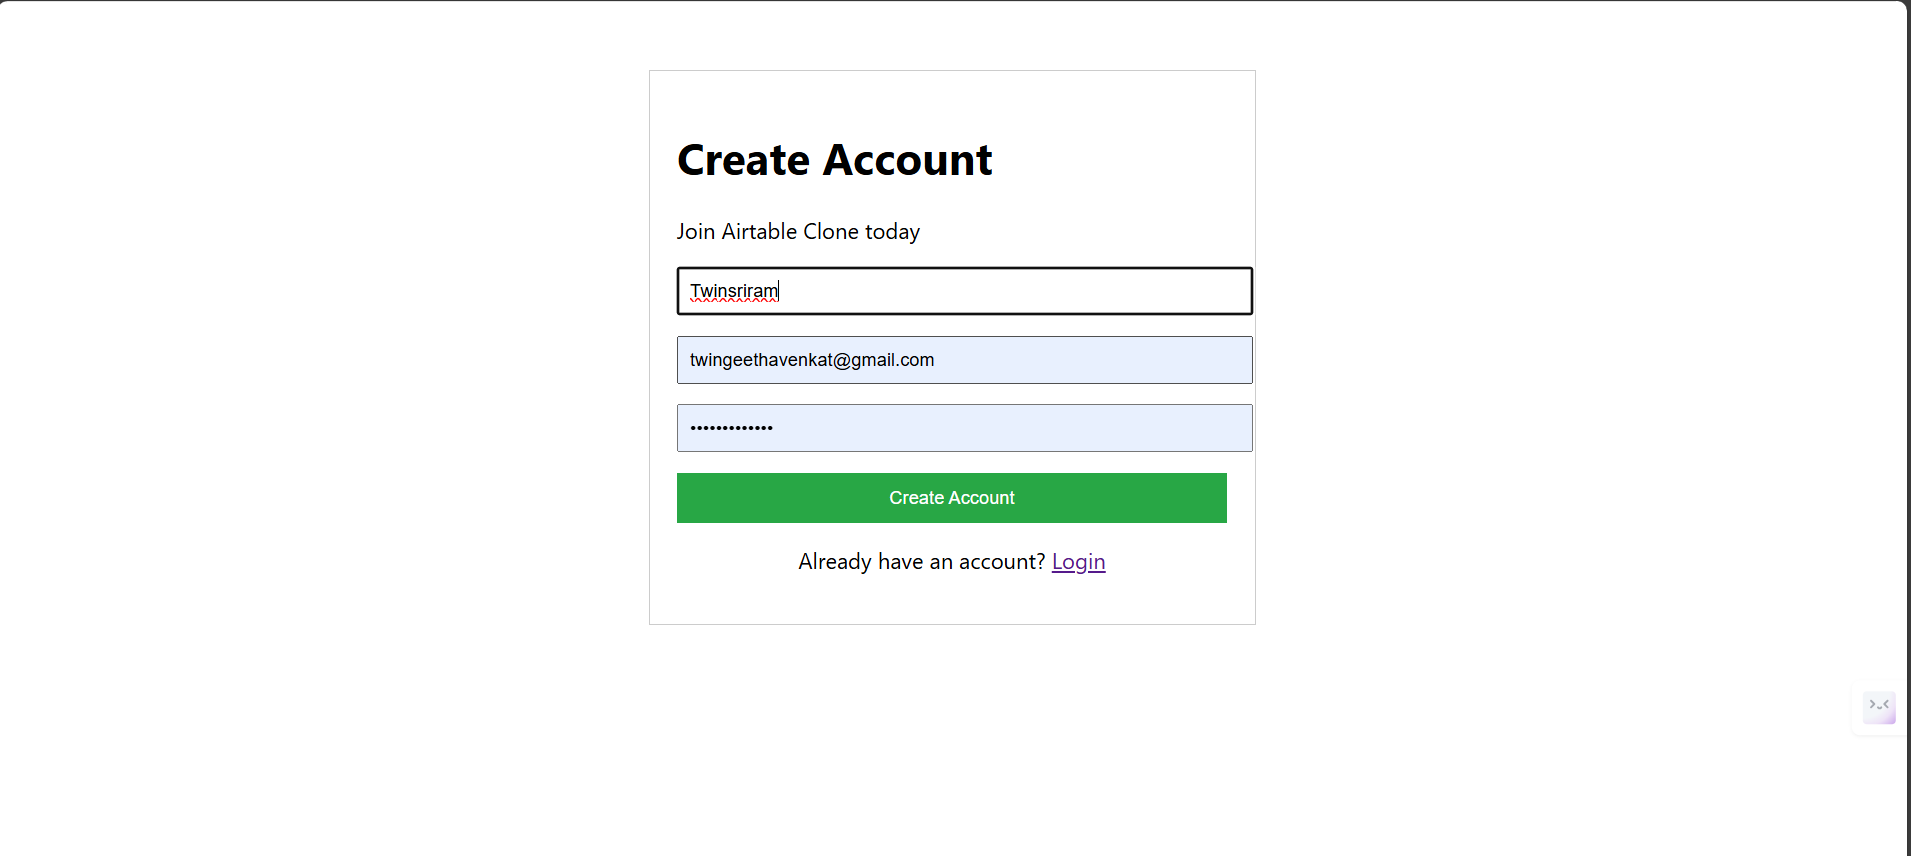 Create Account
Join Airtable Clone today
Twinsriram
twingeethavenkat@gmail.com
•••••••••••••
Create Account
Already have an account? Login